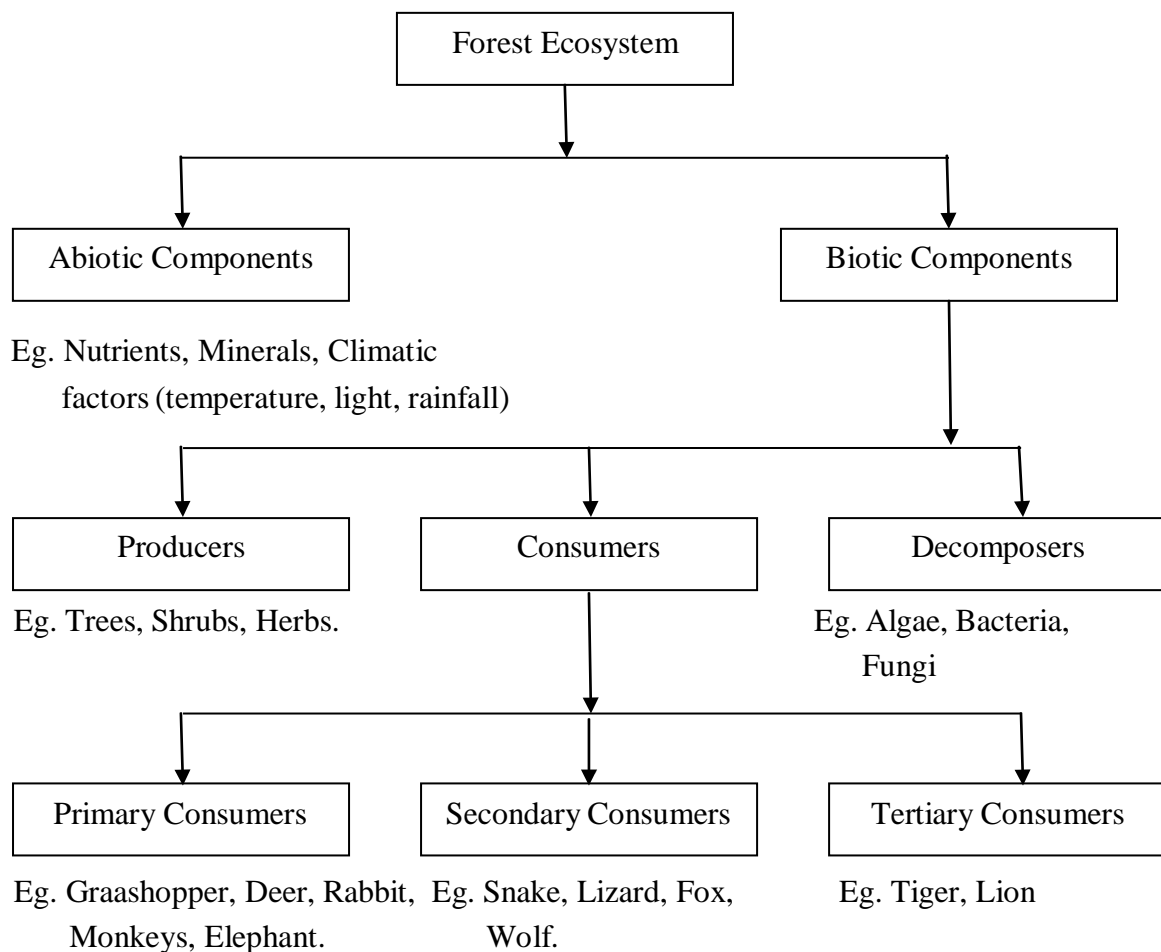 Forest Ecosystem
Abiotic Components
Biotic Components
Eg. Nutrients, Minerals, Climatic
factors (temperature, light, rainfall)
Producers
Consumers
Decomposers
Eg. Trees, Shrubs, Herbs.
Eg. Algae, Bacteria,
Fungi
Primary Consumers
Secondary Consumers
Tertiary Consumers
Eg. Graashopper, Deer, Rabbit,
Monkeys, Elephant.
Eg. Snake, Lizard, Fox,
Wolf.
Eg. Tiger, Lion